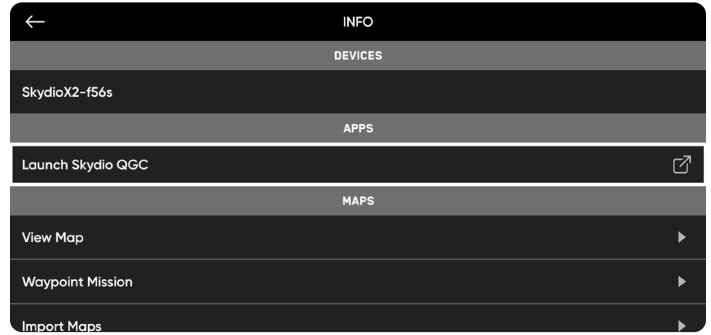 INFO
DEVICES
SkydioX2-f56s
APPS
Launch Skydio QGC
MAPS
View Map
Waypoint Mission
Import Maps